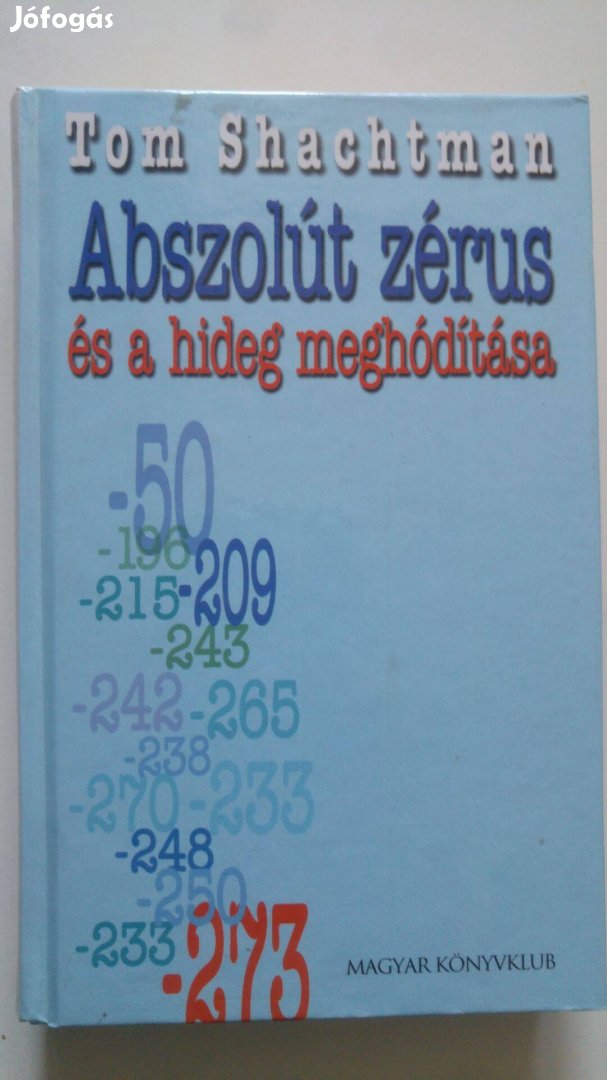 Jófogás
Tom Shachtman
Abszolút zérus
és a hideg meghódítása
-50
-196
-215 -209
-243
-242 -265
-238
-270 -233
-248
-250
-233
-273
MAGYAR KÖNYVKLUB